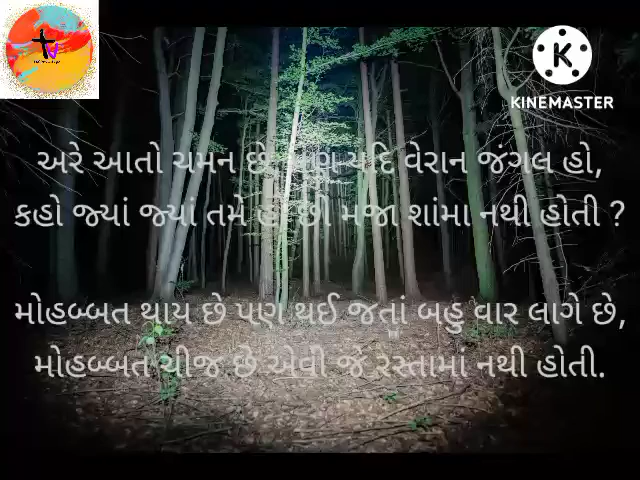 KINEMASTER
અરે આતો ચમન છે પણ યદિ વેરાન જંગલ હો,
કહો જ્યાં જ્યાં તમે હો છો મજા શાંમા નથી હોતી ?
મોહબ્બત થાય છે પણ થઈ જતાં બહુ વાર લાગે છે,
મોહબ્બત ચીજ છે એવી જે રસ્તામાં નથી હોતી.